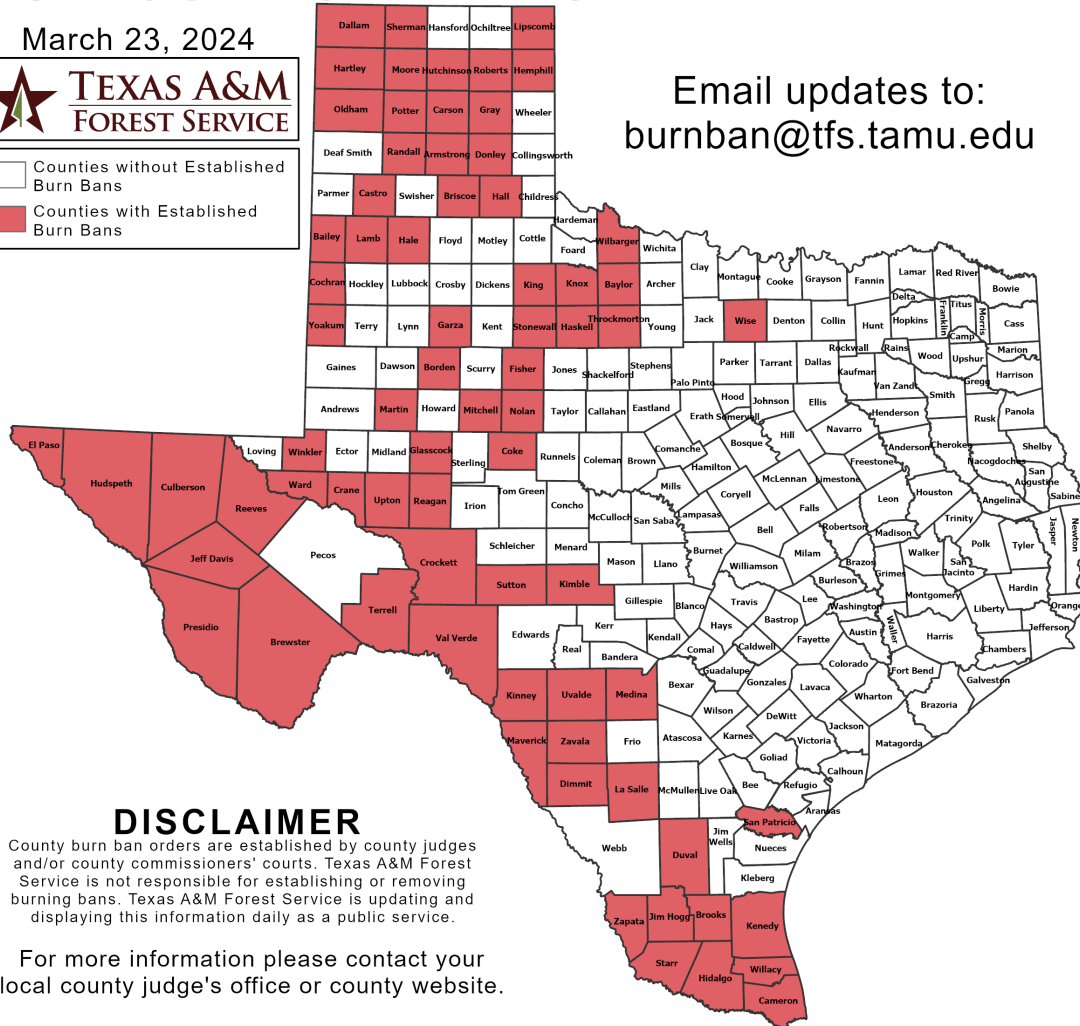 March 23, 2024
TEXAS A&M
FOREST SERVICE
Counties without Established
Burn Bans
Counties with Established
Burn Bans
Email updates to:
burnban@tfs.tamu.edu
Dallam
Sherman
Hansford
Ochiltree
Lipscomb
Hartley
Moore
Hutchinson
Roberts
Hemphill
Oldham
Potter
Carson
Gray
Wheeler
Deaf Smith
Randall
Armstrong
Donley
Collingsworth
Parmer
Castro
Swisher
Briscoe
Hall
Childress
Hardeman
Bailey
Lamb
Hale
Floyd
Motley
Cottle
Foard
Wilbarger
Wichita
Clay
Montague
Cooke
Grayson
Fannin
Lamar
Red River
Bowie
Cochran
Hockley
Lubbock
Crosby
Dickens
King
Knox
Baylor
Archer
Delta
Franklin
Titus
Morris
Cass
Yoakum
Terry
Lynn
Garza
Kent
Stonewall
Haskell
Throckmorton
Young
Jack
Wise
Denton
Collin
Hunt
Hopkins
Camp
Rockwall
Rains
Wood
Upshur
Marion
Gaines
Dawson
Borden
Scurry
Fisher
Jones
Shackelford
Stephens
Palo Pinto
Parker
Tarrant
Dallas
Kaufman
Van Zandt
Gregg
Harrison
Smith
Andrews
Martin
Howard
Mitchell
Nolan
Taylor
Callahan
Eastland
Erath
Hood
Somervell
Johnson
Ellis
Henderson
Rusk
Panola
Navarro
Hill
Bosque
El Paso
Hudspeth
Culberson
Reeves
Loving
Winkler
Ector
Midland
Glasscock
Sterling
Coke
Runnels
Coleman
Brown
Comanche
Hamilton
Anderson
Cherokee
Nacogdoches
Shelby
San
Augustine
Sabine
Freestone
Limestone
McLennan
Ward
Crane
Upton
Reagan
Irion
Tom Green
Concho
McCulloch
San Saba
Mills
Lampasas
Coryell
Falls
Leon
Houston
Angelina
Trinity
Jasper
Newton
Bell
Robertson
Madison
Walker
San
Jacinto
Polk
Tyler
Jeff Davis
Pecos
Crockett
Schleicher
Menard
Mason
Llano
Burnet
Williamson
Milam
Brazos
Grimes
Burleson
Montgomery
Hardin
Liberty
Orange
Jefferson
Terrell
Sutton
Kimble
Gillespie
Blanco
Travis
Lee
Bastrop
Washington
Waller
Harris
Chambers
Presidio
Brewster
Val Verde
Edwards
Kerr
Real
Bandera
Kendall
Hays
Comal
Caldwell
Fayette
Austin
Colorado
Fort Bend
Galveston
Brazoria
Guadalupe
Gonzales
Lavaca
Wharton
Kinney
Uvalde
Medina
Bexar
Wilson
DeWitt
Jackson
Matagorda
Maverick
Zavala
Frio
Atascosa
Karnes
Victoria
Goliad
Calhoun
Dimmit
La Salle
McMullen
Live Oak
Bee
Refugio
Aransas
San Patricio
Webb
Duval
Jim
Wells
Nueces
Kleberg
Zapata
Jim Hogg
Brooks
Kenedy
Starr
Hidalgo
Willacy
Cameron
DISCLAIMER
County burn ban orders are established by county judges
and/or county commissioners' courts. Texas A&M Forest
Service is not responsible for establishing or removing
burning bans. Texas A&M Forest Service is updating and
displaying this information daily as a public service.
For more information please contact your
local county judge's office or county website.